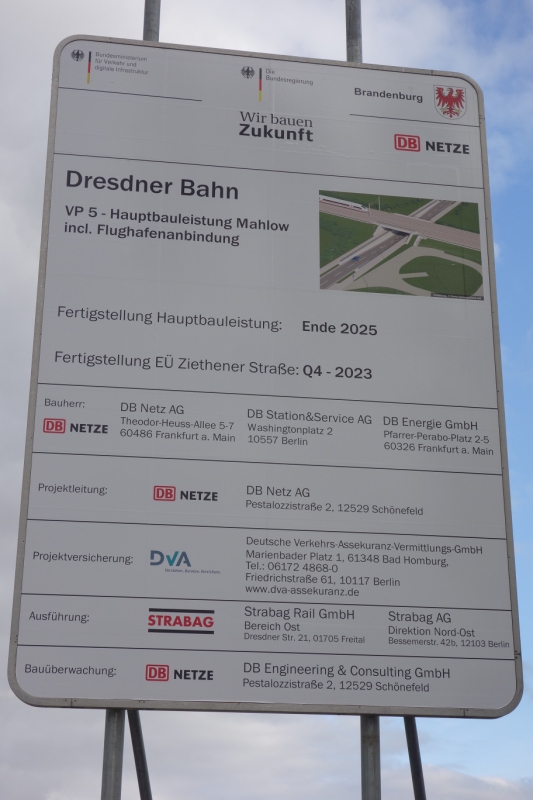 Bundesministerium
für Verkehr und
digitale Infrastruktur
Die
Bundesregierung
Brandenburg
Wir bauen
Zukunft
DB NETZE
Dresdner Bahn
VP 5 - Hauptbauleistung Mahlow
incl. Flughafenanbindung
Fertigstellung Hauptbauleistung: Ende 2025
Fertigstellung EÜ Ziethener Straße: Q4 - 2023
Bauherr:
DB NETZE
DB Netz AG
Theodor-Heuss-Allee 5-7
60486 Frankfurt a. Main
DB Station&Service AG
Washingtonplatz 2
10557 Berlin
DB Energie GmbH
Pfarrer-Perabo-Platz 2-5
60326 Frankfurt a. Main
Projektleitung:
DB NETZE
DB Netz AG
Pestalozzistraße 2, 12529 Schönefeld
Projektversicherung:
DVA
Deutsche Verkehrs-Assekuranz-Vermittlungs-GmbH
Marienbader Platz 1, 61348 Bad Homburg,
Tel.: 06172 4868-0
Friedrichstraße 61, 10117 Berlin
www.dva-assekuranz.de
Ausführung:
STRABAG
Strabag Rail GmbH
Bereich Ost
Dresdner Str. 21, 01705 Freital
Strabag AG
Direktion Nord-Ost
Bessemerstr. 42b, 12103 Berlin
Bauüberwachung:
DB NETZE
DB Engineering & Consulting GmbH
Pestalozzistraße 2, 12529 Schönefeld